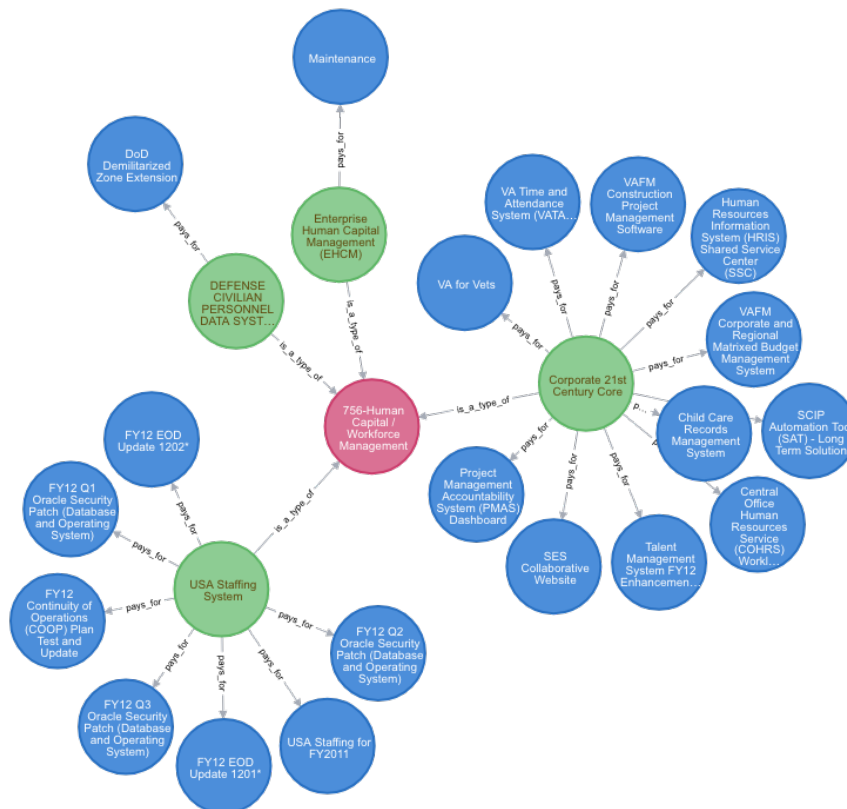 Maintenance
pays_for
DoD
Demilitarized
Zone Extension
pays_for
Enterprise
Human Capital
Management
(EHCM)
is_a_type_of
DEFENSE
CIVILIAN
PERSONNEL
DATA SYST…
is_a_type_of
756-Human
Capital /
Workforce
Management
VA Time and
Attendance
System (VATA…
pays_for
VAFM
Construction
Project
Management
Software
pays_for
Human
Resources
Information
System (HRIS)
Shared Service
Center
(SSC)
pays_for
VA for Vets
pays_for
VAFM
Corporate and
Regional
Matrixed Budget
Management
System
pays_for
Corporate 21st
Century Core
is_a_type_of
p…
Child Care
Records
Management
System
SCIP
Automation Too
(SAT) - Long
Term Solution
Project
Management
Accountability
System (PMAS)
Dashboard
pays_for
SES
Collaborative
Website
pays_for
Talent
Management
System FY12
Enhancemen…
pays_for
Central
Office
Human
Resources
Service
(COHRS)
Workl…
FY12 EOD
Update 1202*
pays_for
is_a_type_of
FY12 Q1
Oracle Security
Patch (Database
and Operating
System)
pays_for
USA Staffing
System
FY12
Continuity of
Operations
(COOP) Plan
Test and
Update
pays_for
FY12 Q2
Oracle Security
Patch (Database
and Operating
System)
pays_for
FY12 Q3
Oracle Security
Patch (Database
and Operating
System)
pays_for
FY12 EOD
Update 1201*
pays_for
USA Staffing for
FY2011
pays_for